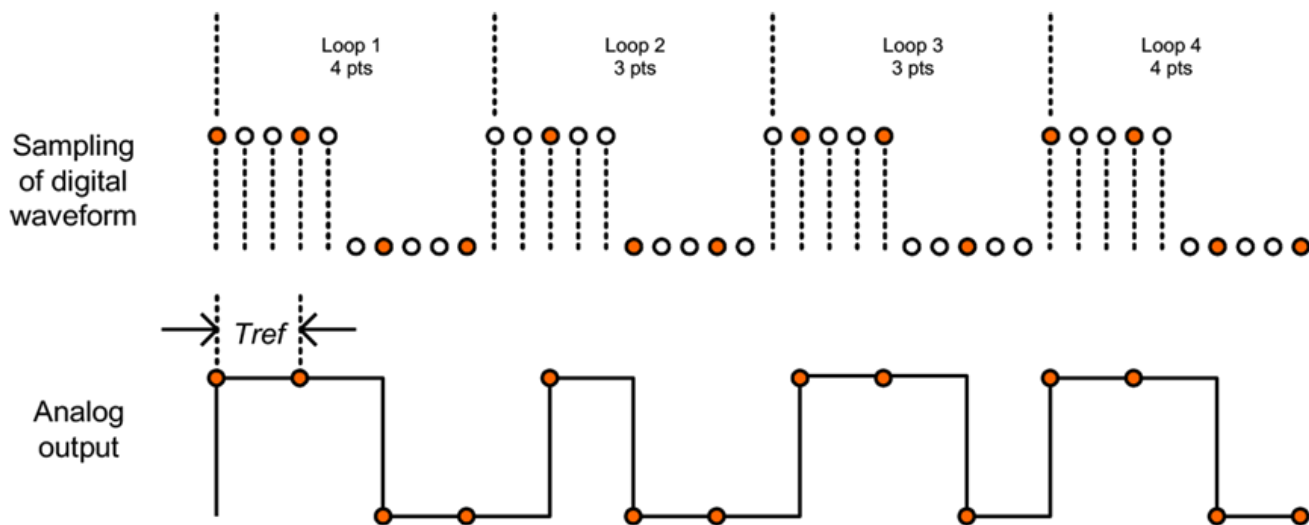 Loop 1
4 pts
Loop 2
3 pts
Loop 3
3 pts
Loop 4
4 pts
Sampling
of digital
waveform
Tref
Analog
output